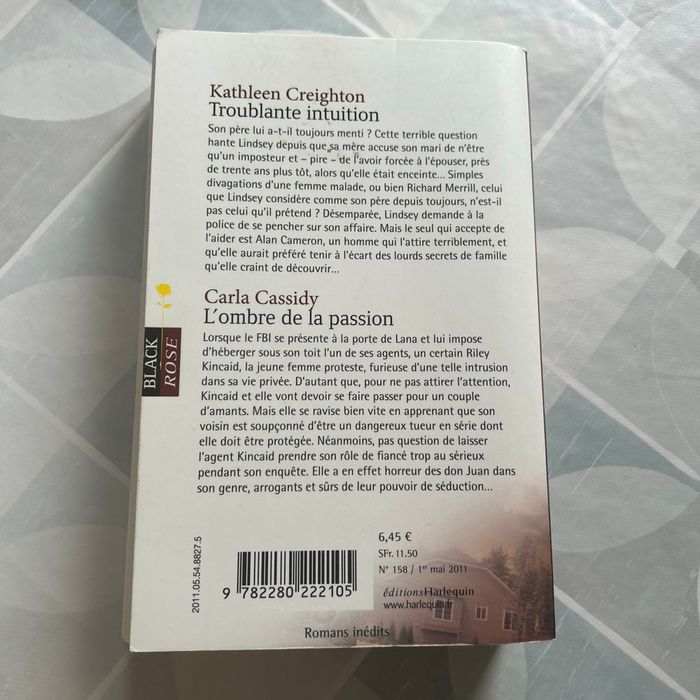 Kathleen Creighton
Troublante intuition
Son père lui a-t-il toujours menti ? Cette terrible question
hante Lindsey depuis que sa mère accuse son mari de n'être
qu'un imposteur et – pire – de l'avoir forcée à l'épouser, près
de trente ans plus tôt, alors qu'elle était enceinte... Simples
divagations d'une femme malade, ou bien Richard Merrill, celui
que Lindsey considère comme son père depuis toujours, n'est-il
pas celui qu'il prétend ? Désemparée, Lindsey demande à la
police de se pencher sur son affaire. Mais le seul qui accepte de
l'aider est Alan Cameron, un homme qui l'attire terriblement, et
qu'elle aurait préféré tenir à l'écart des lourds secrets de famille
qu'elle craint de découvrir...
Carla Cassidy
L'ombre de la passion
Lorsque le FBI se présente à la porte de Lana et lui impose
d'héberger sous son toit l'un de ses agents, un certain Riley
Kincaid, la jeune femme proteste, furieuse d'une telle intrusion
dans sa vie privée. D'autant que, pour ne pas attirer l'attention,
Kincaid et elle vont devoir se faire passer pour un couple
d'amants. Mais elle se ravise bien vite en apprenant que son
voisin est soupçonné d'être un dangereux tueur en série dont
elle doit être protégée. Néanmoins, pas question de laisser
l'agent Kincaid prendre son rôle de fiancé trop au sérieux
pendant son enquête. Elle a en effet horreur des don Juan dans
son genre, arrogants et sûrs de leur pouvoir de séduction...
BLACK
ROSE
2011.05.54.8827.5
9 782280 222105
6,45 €
SFr. 11.50
N° 158 / 1er mai 2011
éditions Harlequin
www.harlequin.fr
Romans inédits